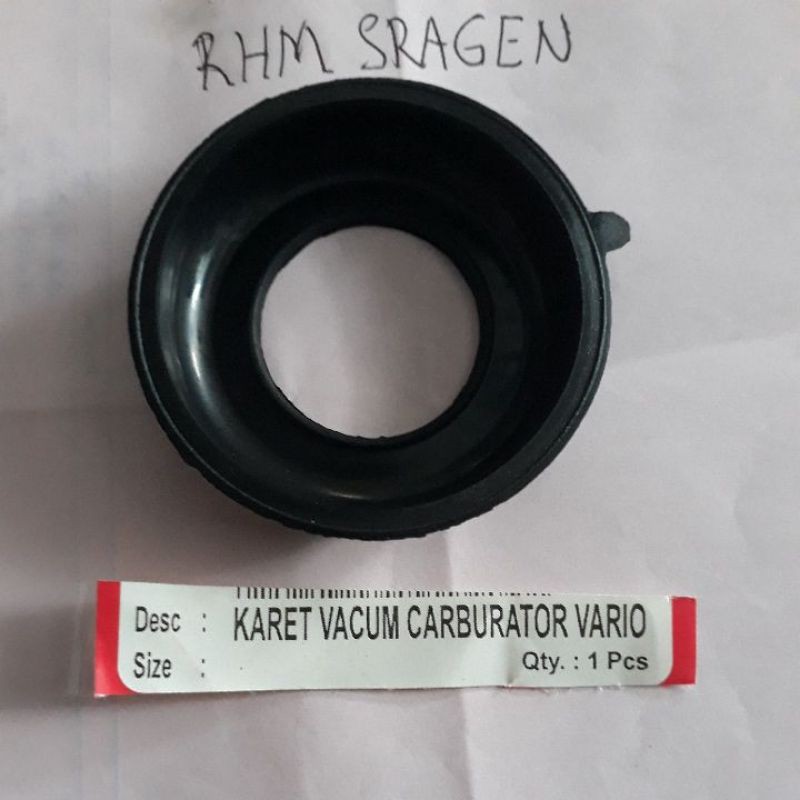 RHM SRAGEN
Desc : KARET VACUM CARBURATOR VARIO
Size : Qty. : 1 Pcs